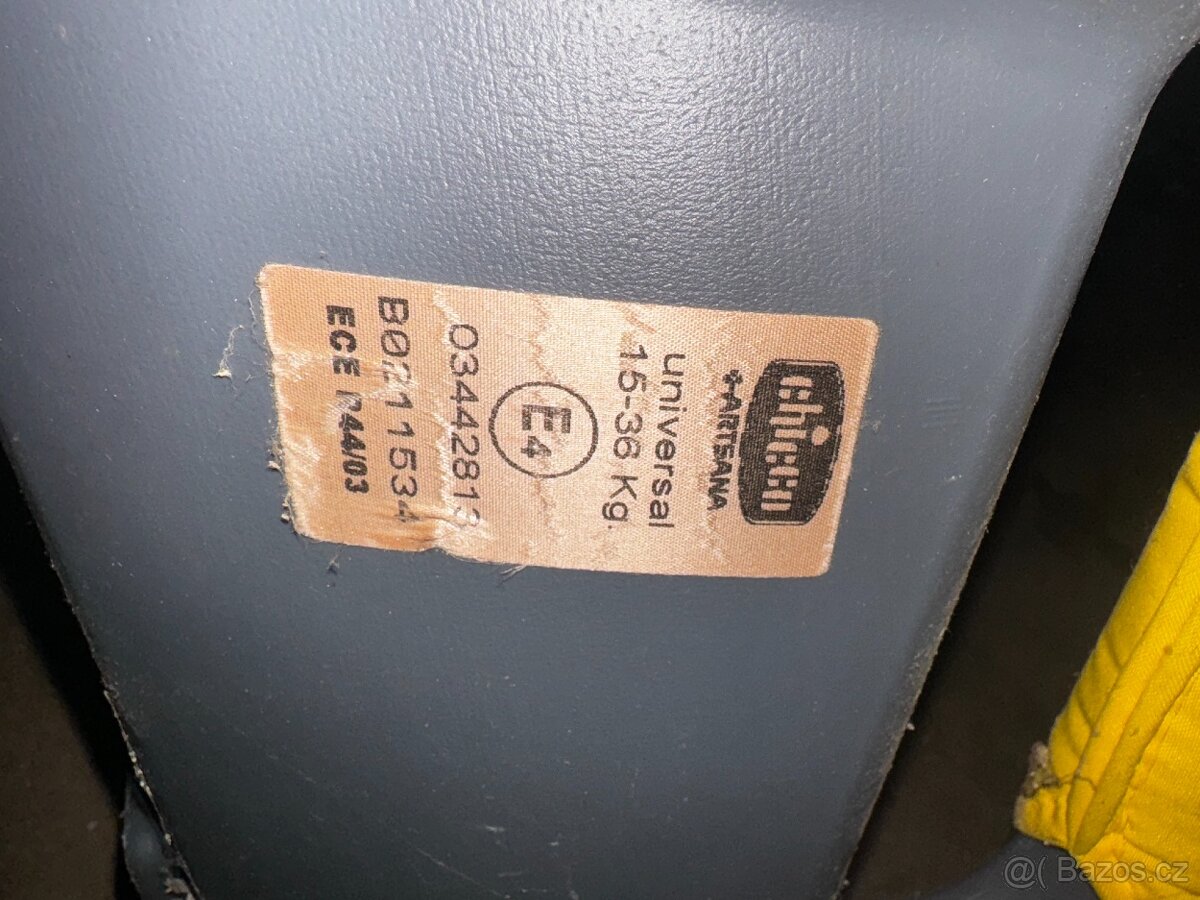 chicco
ARTSANA
universal
15-36 Kg.
E4
03442813
B0211534
ECE R44/03
@( Bazos.cz